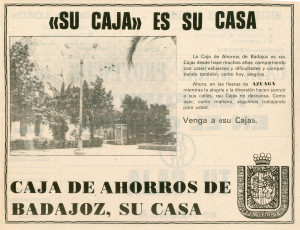 «SU CAJA» ES SU CASA
La Caja de Ahorros de Badajoz es «su
Caja» desde hace muchos años, compartiendo
con usted esfuerzos y dificultades y compar-
tiendo también, como hoy, alegrías.
Ahora, en las fiestas de AZUAGA
mientras la alegría y la diversión hacen sonreír
a sus calles, «su Caja» no descansa. Como
ayer, como mañana, seguimos trabajando
para usted.
Venga a «su Caja».
CAJA DE AHORROS DE
BADAJOZ, SU CASA